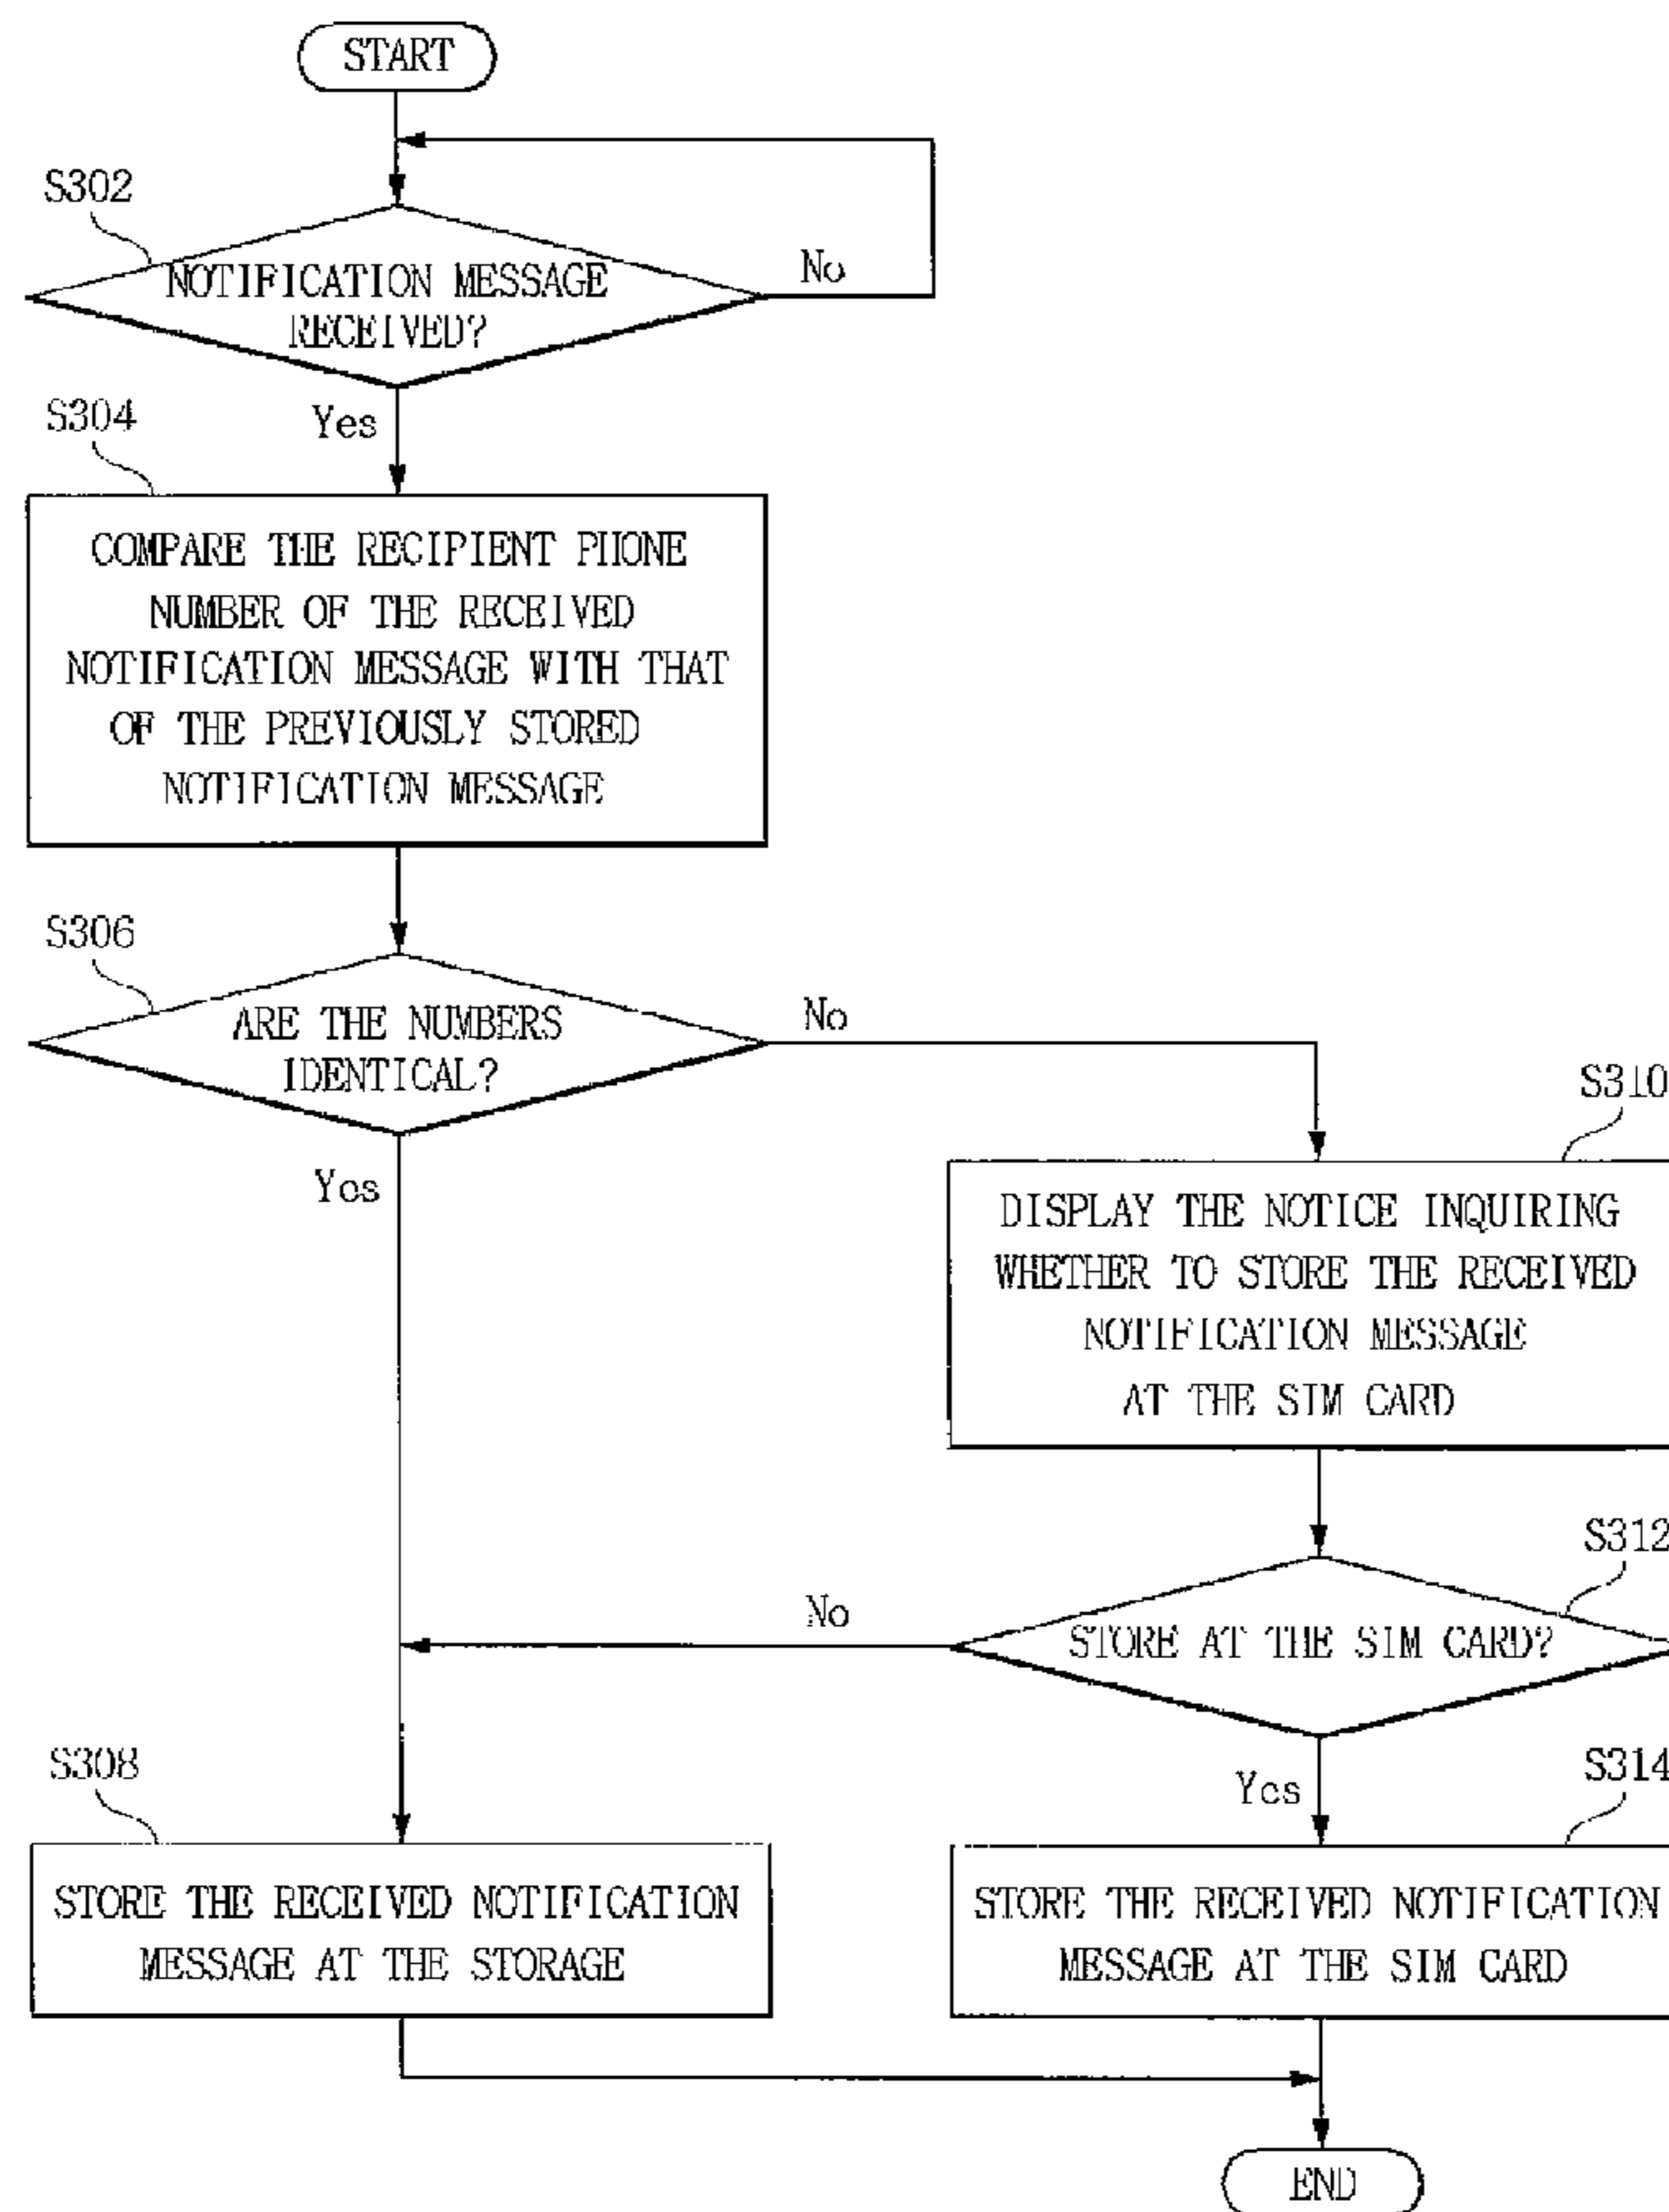 START
S302
NOTIFICATION MESSAGE
RECEIVED?
No
Yes
S304
COMPARE THE RECIPIENT PHONE
NUMBER OF THE RECEIVED
NOTIFICATION MESSAGE WITH THAT
OF THE PREVIOUSLY STORED
NOTIFICATION MESSAGE
S306
ARE THE NUMBERS
IDENTICAL?
No
Yes
S310
DISPLAY THE NOTICE INQUIRING
WHETHER TO STORE THE RECEIVED
NOTIFICATION MESSAGE
AT THE SIM CARD
S312
STORE AT THE SIM CARD?
No
Yes
S308
STORE THE RECEIVED NOTIFICATION
MESSAGE AT THE STORAGE
S314
STORE THE RECEIVED NOTIFICATION
MESSAGE AT THE SIM CARD
END